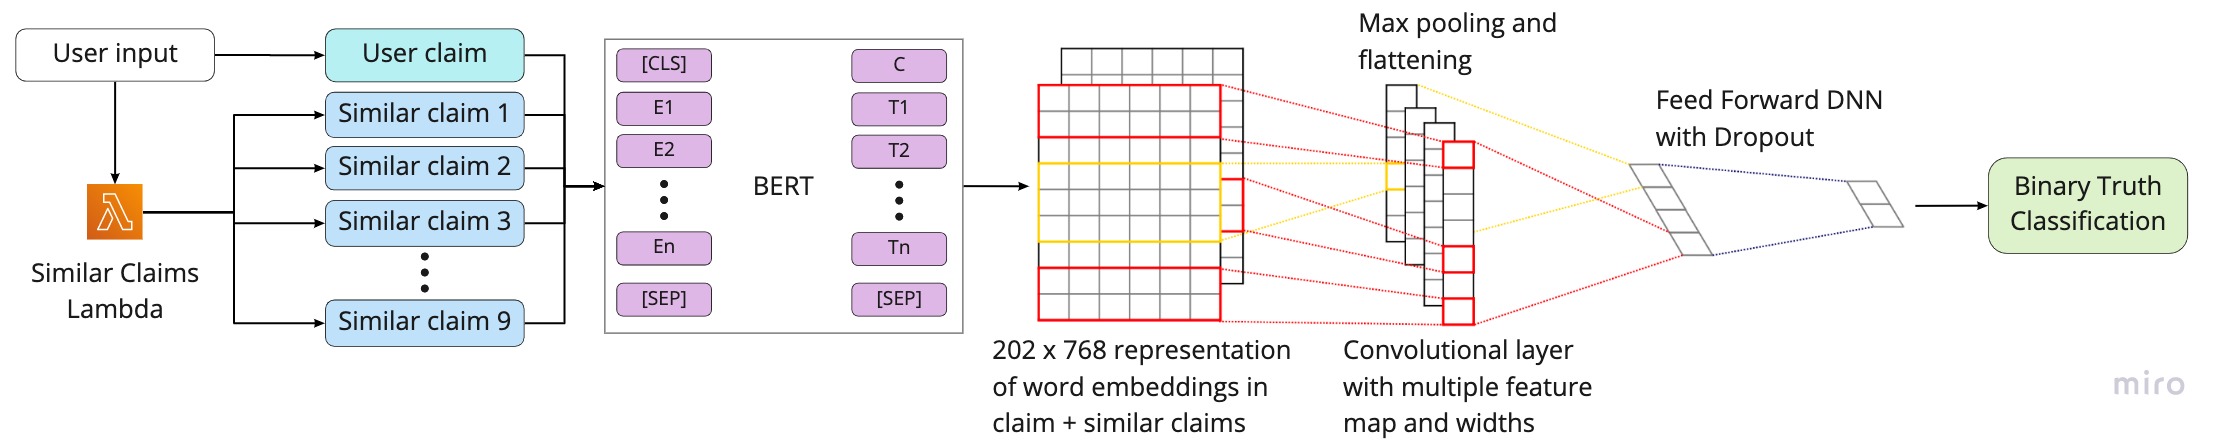 User input
User claim
Similar claim 1
Similar claim 2
Similar claim 3
Similar claim 9
Similar Claims
Lambda
[CLS]
E1
E2
En
[SEP]
BERT
C
T1
T2
Tn
[SEP]
202 x 768 representation
of word embeddings in
claim + similar claims
Max pooling and
flattening
Convolutional layer
with multiple feature
map and widths
Feed Forward DNN
with Dropout
Binary Truth
Classification
miro